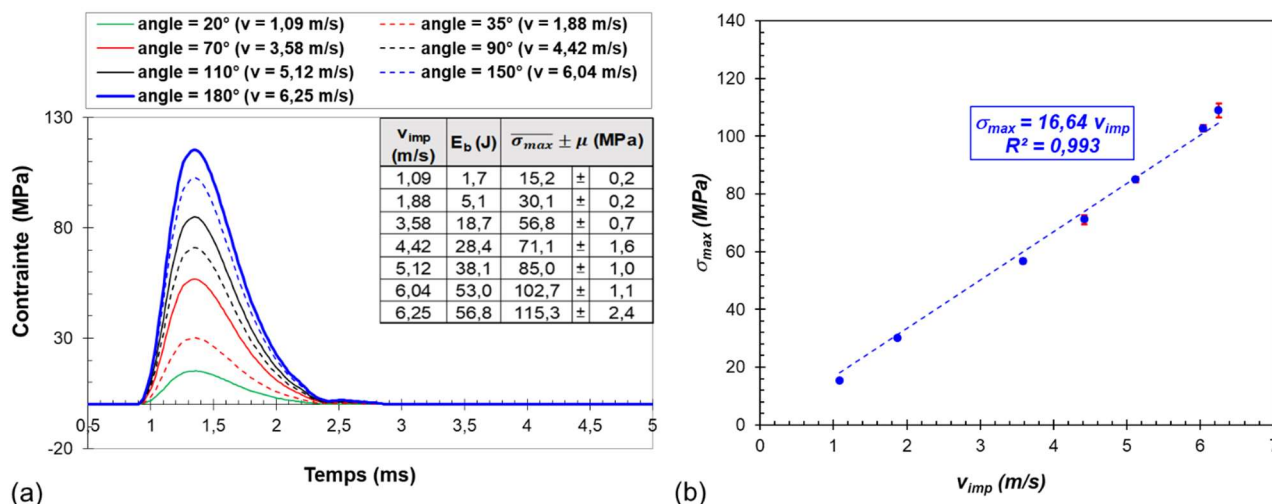 angle = 20° (v = 1,09 m/s)
angle = 35° (v = 1,88 m/s)
angle = 70° (v = 3,58 m/s)
angle = 90° (v = 4,42 m/s)
angle = 110° (v = 5,12 m/s)
angle = 150° (v = 6,04 m/s)
angle = 180° (v = 6,25 m/s)
Contrainte (MPa)
130
80
30
-20
0,5 1 1,5 2 2,5 3 3,5 4 4,5 5
Temps (ms)
v_imp (m/s) E_b (J) σ_max ± μ (MPa)
1,09 1,7 15,2 ± 0,2
1,88 5,1 30,1 ± 0,2
3,58 18,7 56,8 ± 0,7
4,42 28,4 71,1 ± 1,6
5,12 38,1 85,0 ± 1,0
6,04 53,0 102,7 ± 1,1
6,25 56,8 115,3 ± 2,4
(a)
σ_max (MPa)
140
120
100
80
60
40
20
0
σ_max = 16,64 v_imp
R² = 0,993
0 1 2 3 4 5 6 7
v_imp (m/s)
(b)